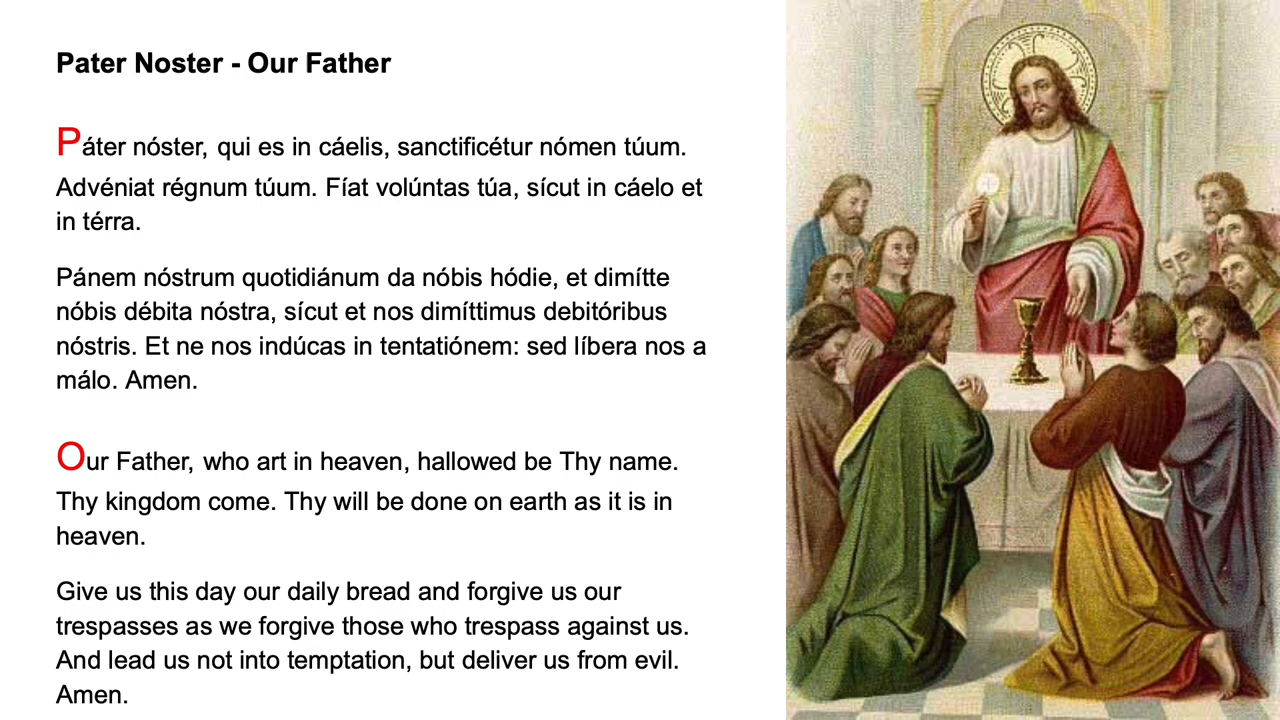 Pater Noster - Our Father
Páter nóster, qui es in cáelis, sanctificétur nómen túum.
Advéniat régnum túum. Fíat volúntas túa, sícut in cáelo et
in térra.
Pánem nóstrum quotidiánum da nóbis hódie, et dimítte
nóbis débita nóstra, sícut et nos dimíttimus debitóribus
nóstris. Et ne nos indúcas in tentatiónem: sed líbera nos a
málo. Amen.
Our Father, who art in heaven, hallowed be Thy name.
Thy kingdom come. Thy will be done on earth as it is in
heaven.
Give us this day our daily bread and forgive us our
trespasses as we forgive those who trespass against us.
And lead us not into temptation, but deliver us from evil.
Amen.